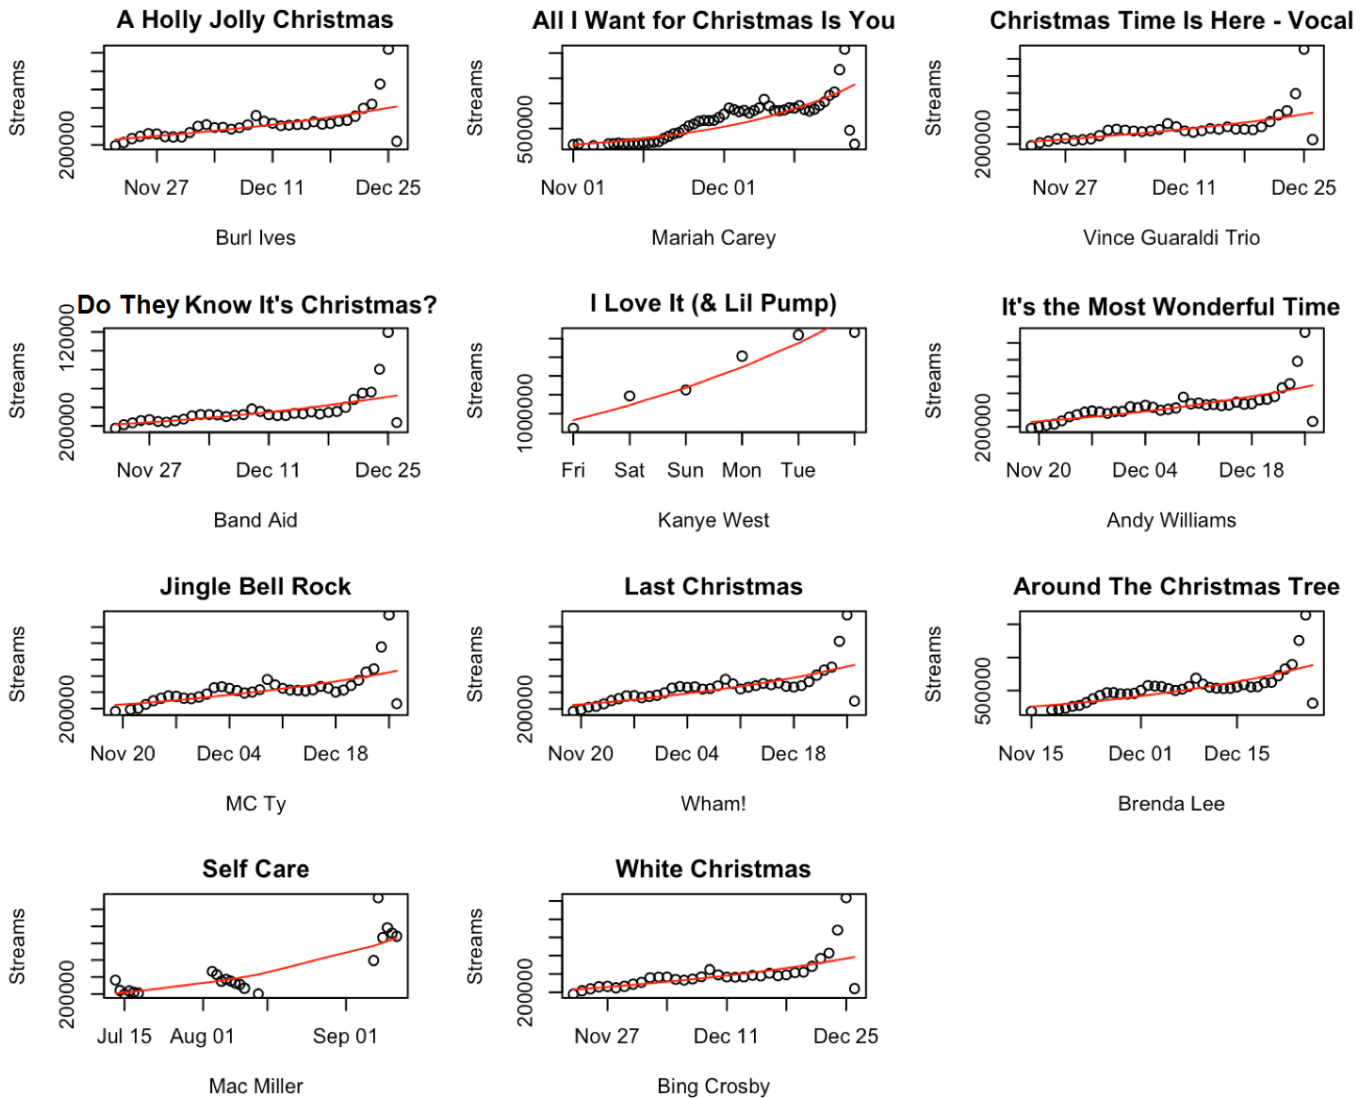 A Holly Jolly Christmas
All I Want for Christmas Is You
Christmas Time Is Here - Vocal
Streams
200000
Nov 27 Dec 11 Dec 25
Burl Ives
Streams
500000
Nov 01 Dec 01
Mariah Carey
Streams
200000
Nov 27 Dec 11 Dec 25
Vince Guaraldi Trio
Do They Know It's Christmas?
I Love It (& Lil Pump)
It's the Most Wonderful Time
Streams
200000 1200000
Nov 27 Dec 11 Dec 25
Band Aid
Streams
1000000
Fri Sat Sun Mon Tue
Kanye West
Streams
200000
Nov 20 Dec 04 Dec 18
Andy Williams
Jingle Bell Rock
Last Christmas
Around The Christmas Tree
Streams
200000
Nov 20 Dec 04 Dec 18
MC Ty
Streams
200000
Nov 20 Dec 04 Dec 18
Wham!
Streams
500000
Nov 15 Dec 01 Dec 15
Brenda Lee
Self Care
White Christmas
Streams
200000
Jul 15 Aug 01 Sep 01
Mac Miller
Streams
200000
Nov 27 Dec 11 Dec 25
Bing Crosby